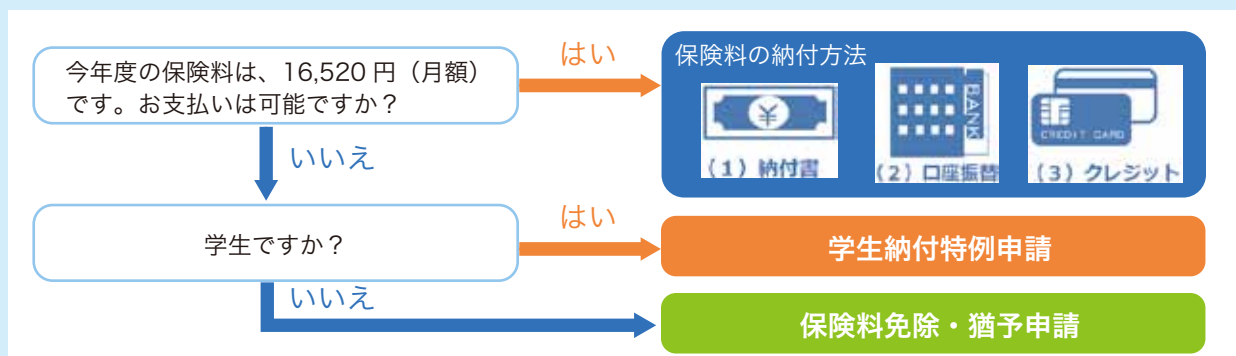 今年度の保険料は、16,520 円（月額）
です。お支払いは可能ですか？
はい
保険料の納付方法
¥
BANK
CREDIT CARD
（1）納付書
（2）口座振替
（3）クレジット
いいえ
学生ですか？
はい
学生納付特例申請
いいえ
保険料免除・猶予申請